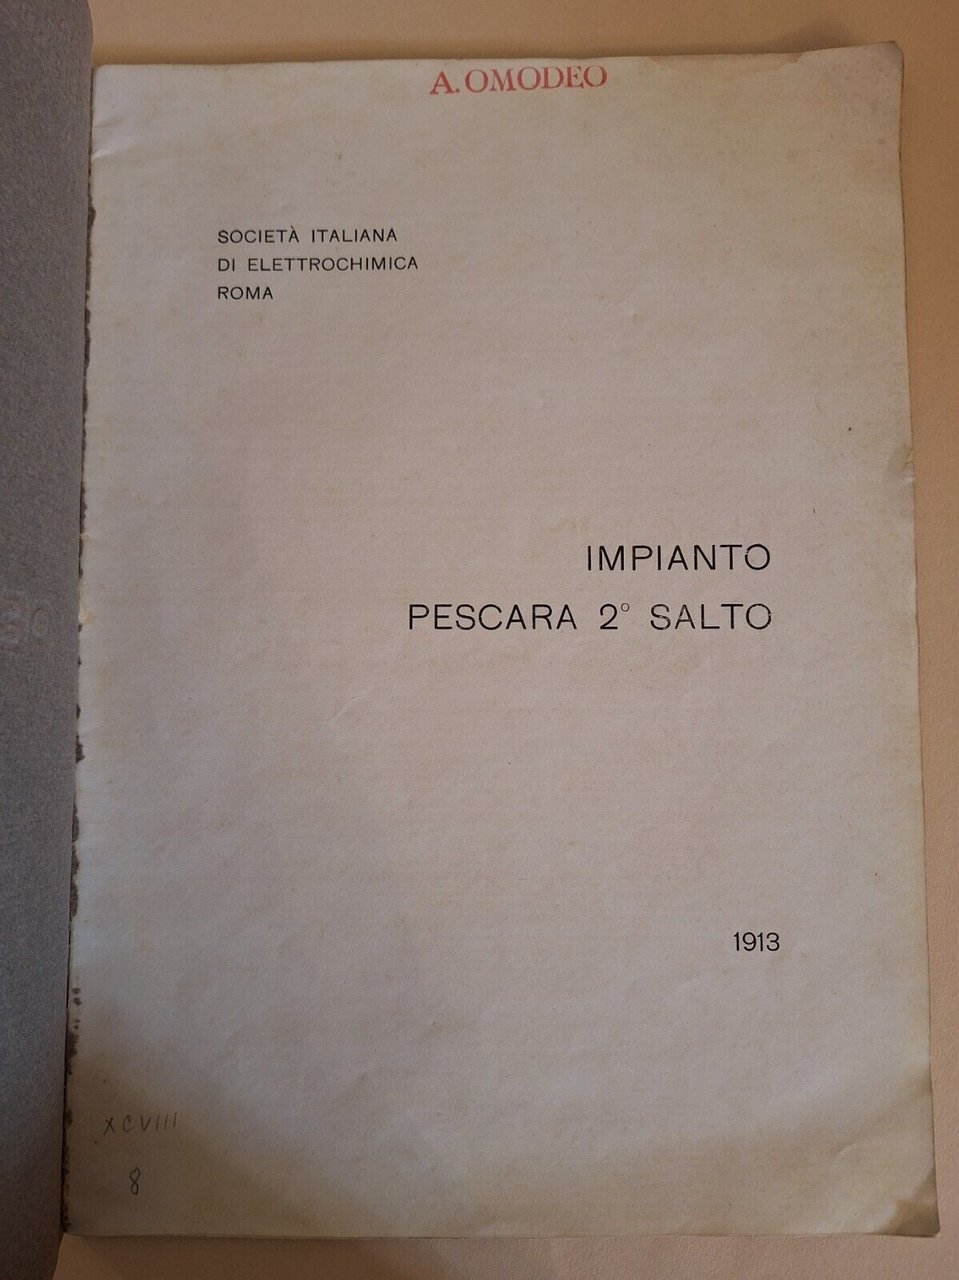 A. OMODEO
SOCIETÀ ITALIANA
DI ELETTROCHIMICA
ROMA
IMPIANTO
PESCARA 2° SALTO
1913
XCVIII
8